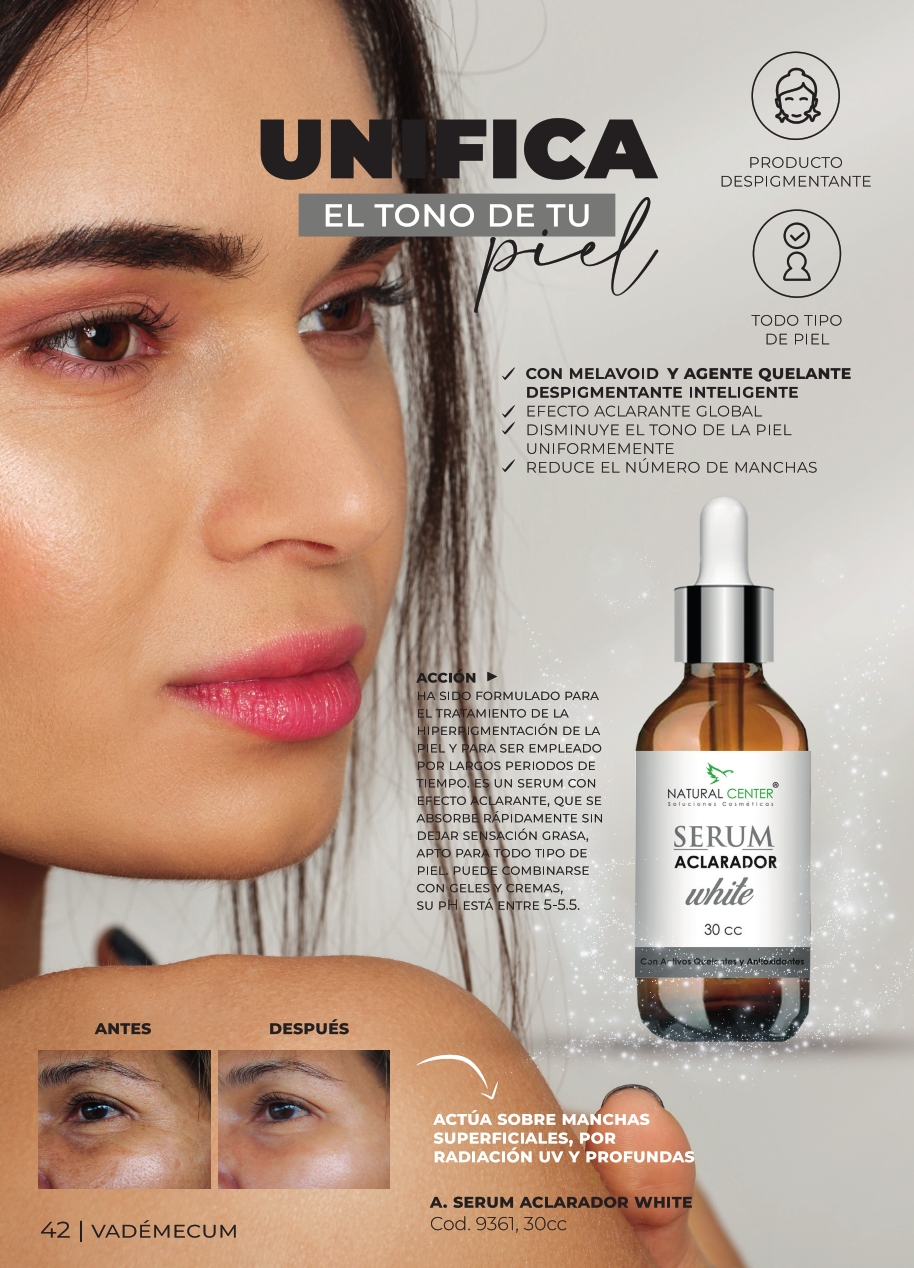 UNIFICA
EL TONO DE TU
piel
PRODUCTO
DESPIGMENTANTE
TODO TIPO
DE PIEL
✓ CON MELAVOID Y AGENTE QUELANTE
DESPIGMENTANTE INTELIGENTE
✓ EFECTO ACLARANTE GLOBAL
✓ DISMINUYE EL TONO DE LA PIEL
UNIFORMEMENTE
✓ REDUCE EL NÚMERO DE MANCHAS
ACCIÓN ►
HA SIDO FORMULADO PARA
EL TRATAMIENTO DE LA
HIPERPIGMENTACIÓN DE LA
PIEL Y PARA SER EMPLEADO
POR LARGOS PERIODOS DE
TIEMPO. ES UN SERUM CON
EFECTO ACLARANTE, QUE SE
ABSORBE RÁPIDAMENTE SIN
DEJAR SENSACIÓN GRASA,
APTO PARA TODO TIPO DE
PIEL. PUEDE COMBINARSE
CON GELES Y CREMAS,
SU PH ESTÁ ENTRE 5-5.5.
NATURAL CENTER®
Soluciones Cosméticas
SERUM
ACLARADOR
white
30 cc
Con Activos Quelantes y Antioxidantes
ANTES
DESPUÉS
ACTÚA SOBRE MANCHAS
SUPERFICIALES, POR
RADIACIÓN UV Y PROFUNDAS
A. SERUM ACLARADOR WHITE
Cod. 9361, 30cc
42 | VADÉMECUM